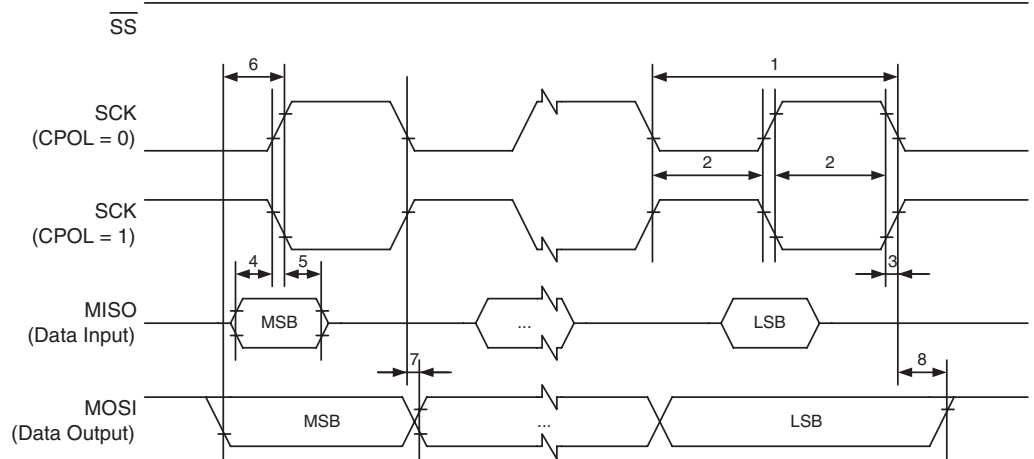 SS
6
1
SCK
(CPOL = 0)
2
2
SCK
(CPOL = 1)
4
5
3
MISO
(Data Input)
MSB
...
LSB
7
8
MOSI
(Data Output)
MSB
...
LSB